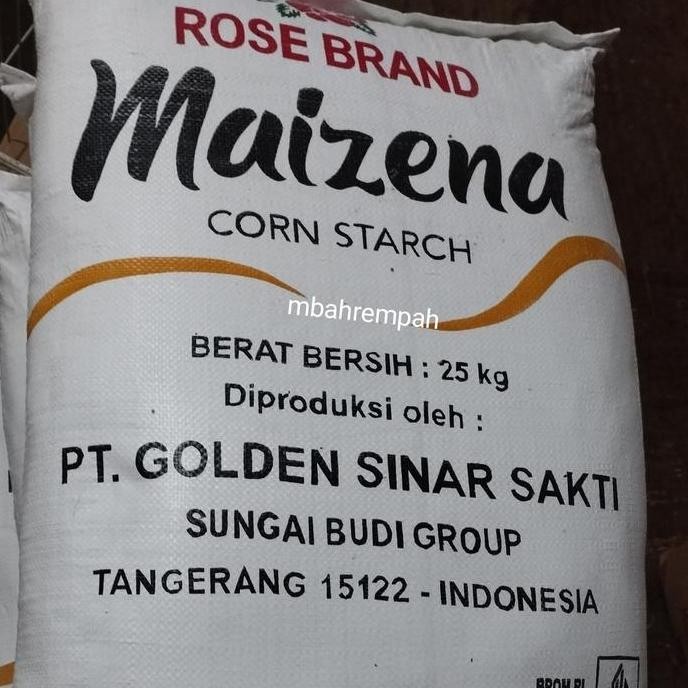 ROSE BRAND
Maizena
CORN STARCH
mbahrempah
BERAT BERSIH : 25 kg
Diproduksi oleh :
PT. GOLDEN SINAR SAKTI
SUNGAI BUDI GROUP
TANGERANG 15122 - INDONESIA